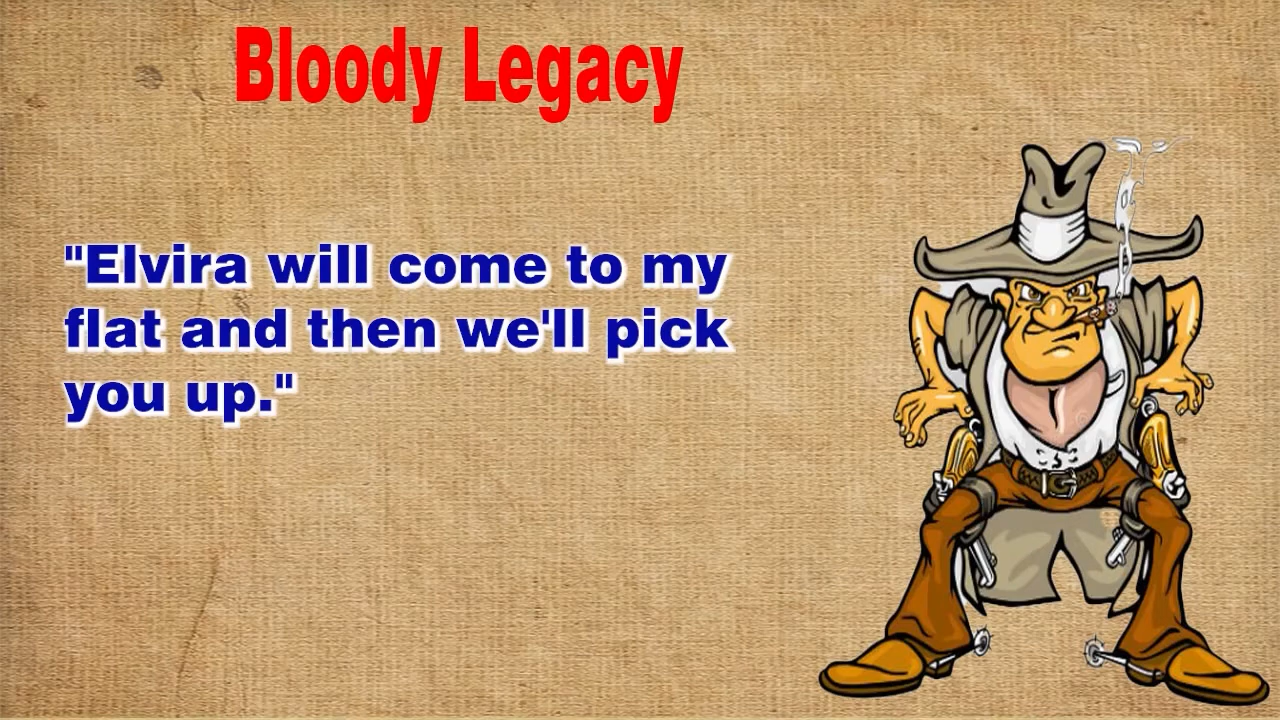 Bloody Legacy
"Elvira will come to my
flat and then we'll pick
you up."